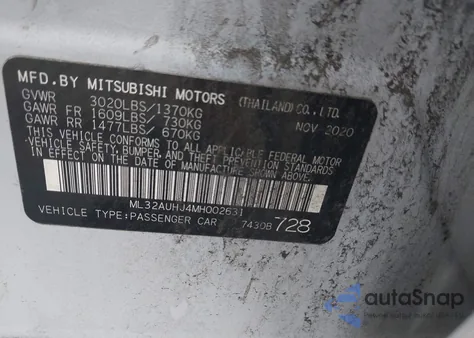 MFD.BY MITSUBISHI MOTORS (THAILAND)CO.,LTD.
GVWR 3020LBS/1370KG NOV 2020
GAWR FR 1609LBS/ 730KG
GAWR RR 1477LBS/ 670KG
THIS VEHICLE CONFORMS TO ALL APPLICABLE FEDERAL MOTOR
VEHICLE SAFETY, BUMPER, AND THEFT PREVENTION STANDARDS
IN EFFECT ON THE DATE OF MANUFACTURE SHOWN ABOVE.
ML32AUHJ4MH002631
VEHICLE TYPE:PASSENGER CAR 7430B 728
autoSnap